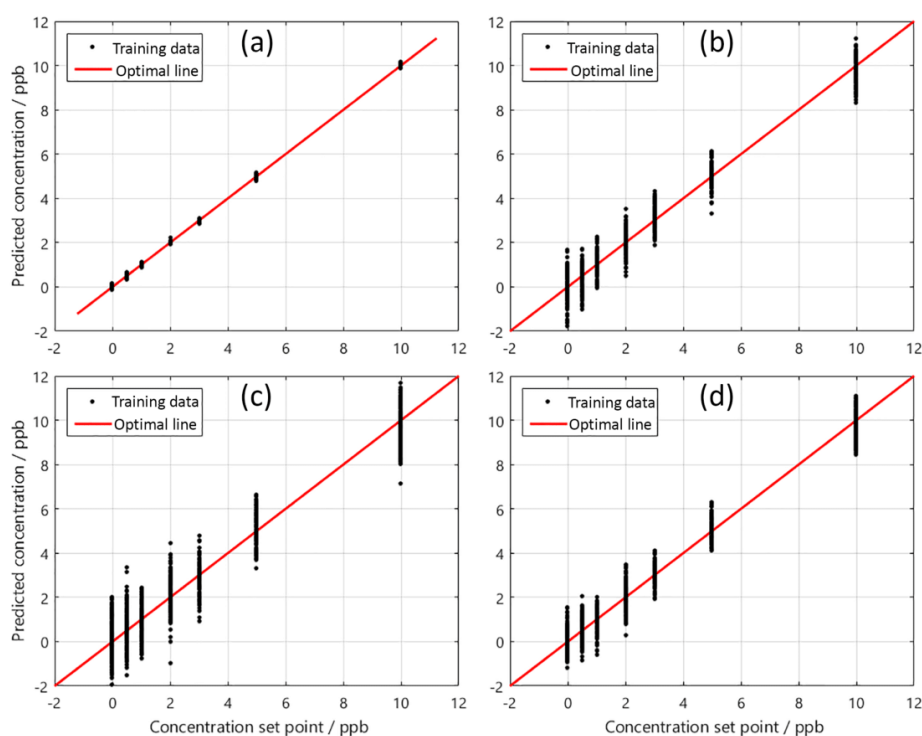 (a)
Training data
Optimal line
Predicted concentration / ppb
12
10
8
6
4
2
0
-2
-2 0 2 4 6 8 10 12
(b)
Training data
Optimal line
12
10
8
6
4
2
0
-2
-2 0 2 4 6 8 10 12
(c)
Training data
Optimal line
Predicted concentration / ppb
12
10
8
6
4
2
0
-2
-2 0 2 4 6 8 10 12
Concentration set point / ppb
(d)
Training data
Optimal line
12
10
8
6
4
2
0
-2
-2 0 2 4 6 8 10 12
Concentration set point / ppb